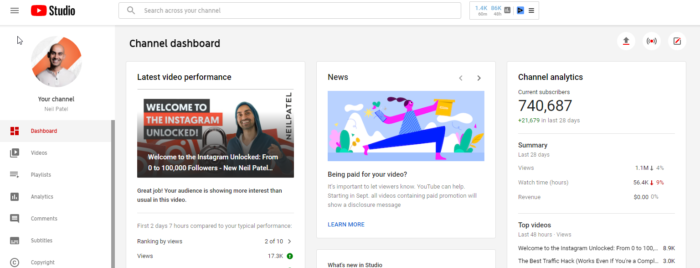 Studio
Search across your channel
1.4K 86K
60m 48h
Channel dashboard
Your channel
Neil Patel
Dashboard
Videos
Playlists
Analytics
Comments
Subtitles
Copyright
Latest video performance
WELCOME TO
THE INSTAGRAM
UNLOCKED!
NEILPATEL
Welcome to the Instagram Unlocked: From
0 to 100,000 Followers - New Neil Patel...
Great job! Your audience is showing more interest than
usual in this video.
First 2 days 7 hours compared to your typical performance:
Ranking by views 2 of 10
Views 17.3K
News
Being paid for your video?
It's important to let viewers know. YouTube can help.
Starting in Sept. all videos containing paid promotion will
show a disclosure message
LEARN MORE
What's new in Studio
Channel analytics
Current subscribers
740,687
+21,679 in last 28 days
Summary
Last 28 days
Views 1.1M 4%
Watch time (hours) 56.4K 9%
Revenue $0.00 0%
Top videos
Last 48 hours · Views
Welcome to the Instagram Unlocked: From 0 to 100,... 8.9K
The Best Traffic Hack (Works Even If You're a Comp... 3.0K